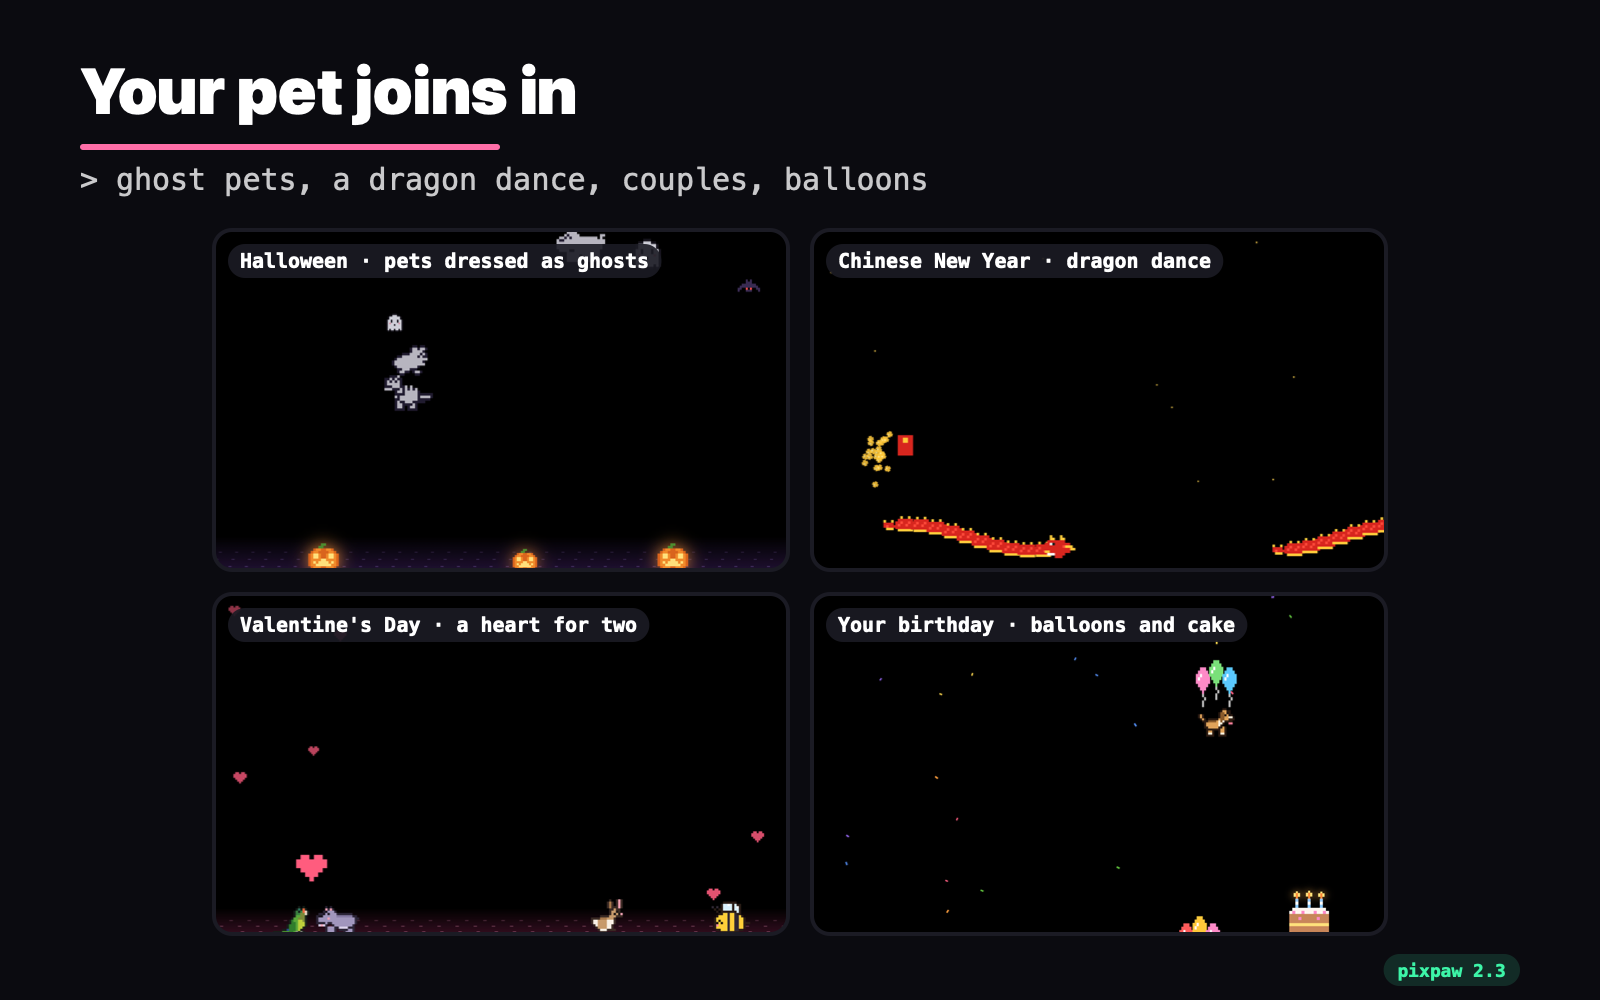 Your pet joins in
> ghost pets, a dragon dance, couples, balloons
Halloween · pets dressed as ghosts
Chinese New Year · dragon dance
Valentine's Day · a heart for two
Your birthday · balloons and cake
pixpaw 2.3